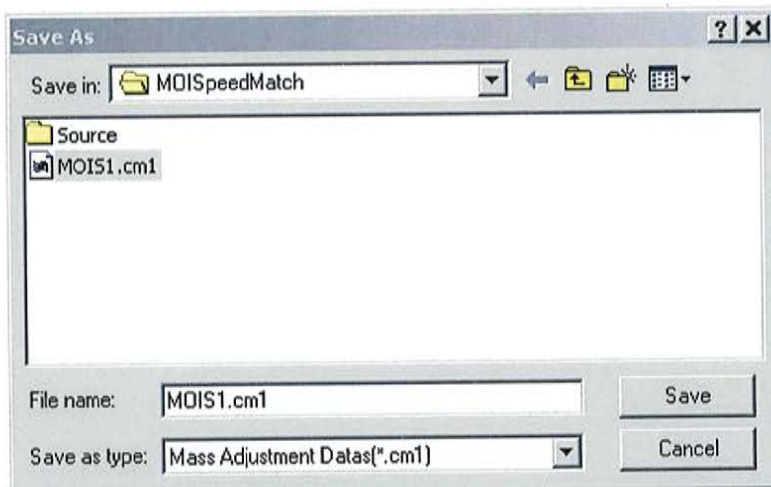 Save As
Save in: MOISpeedMatch
Source
MOIS1.cm1
File name: MOIS1.cm1 Save
Save as type: Mass Adjustment Datas(*.cm1) Cancel